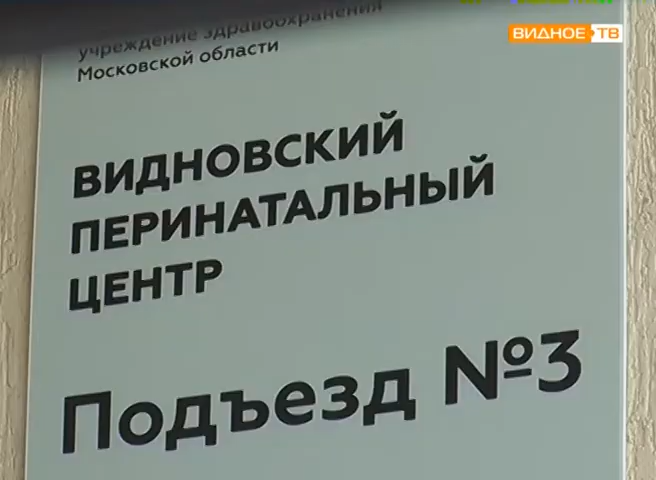 ВИДНОЕ ТВ
учреждение здравоохранения
Московской области
ВИДНОВСКИЙ
ПЕРИНАТАЛЬНЫЙ
ЦЕНТР
Подъезд №3